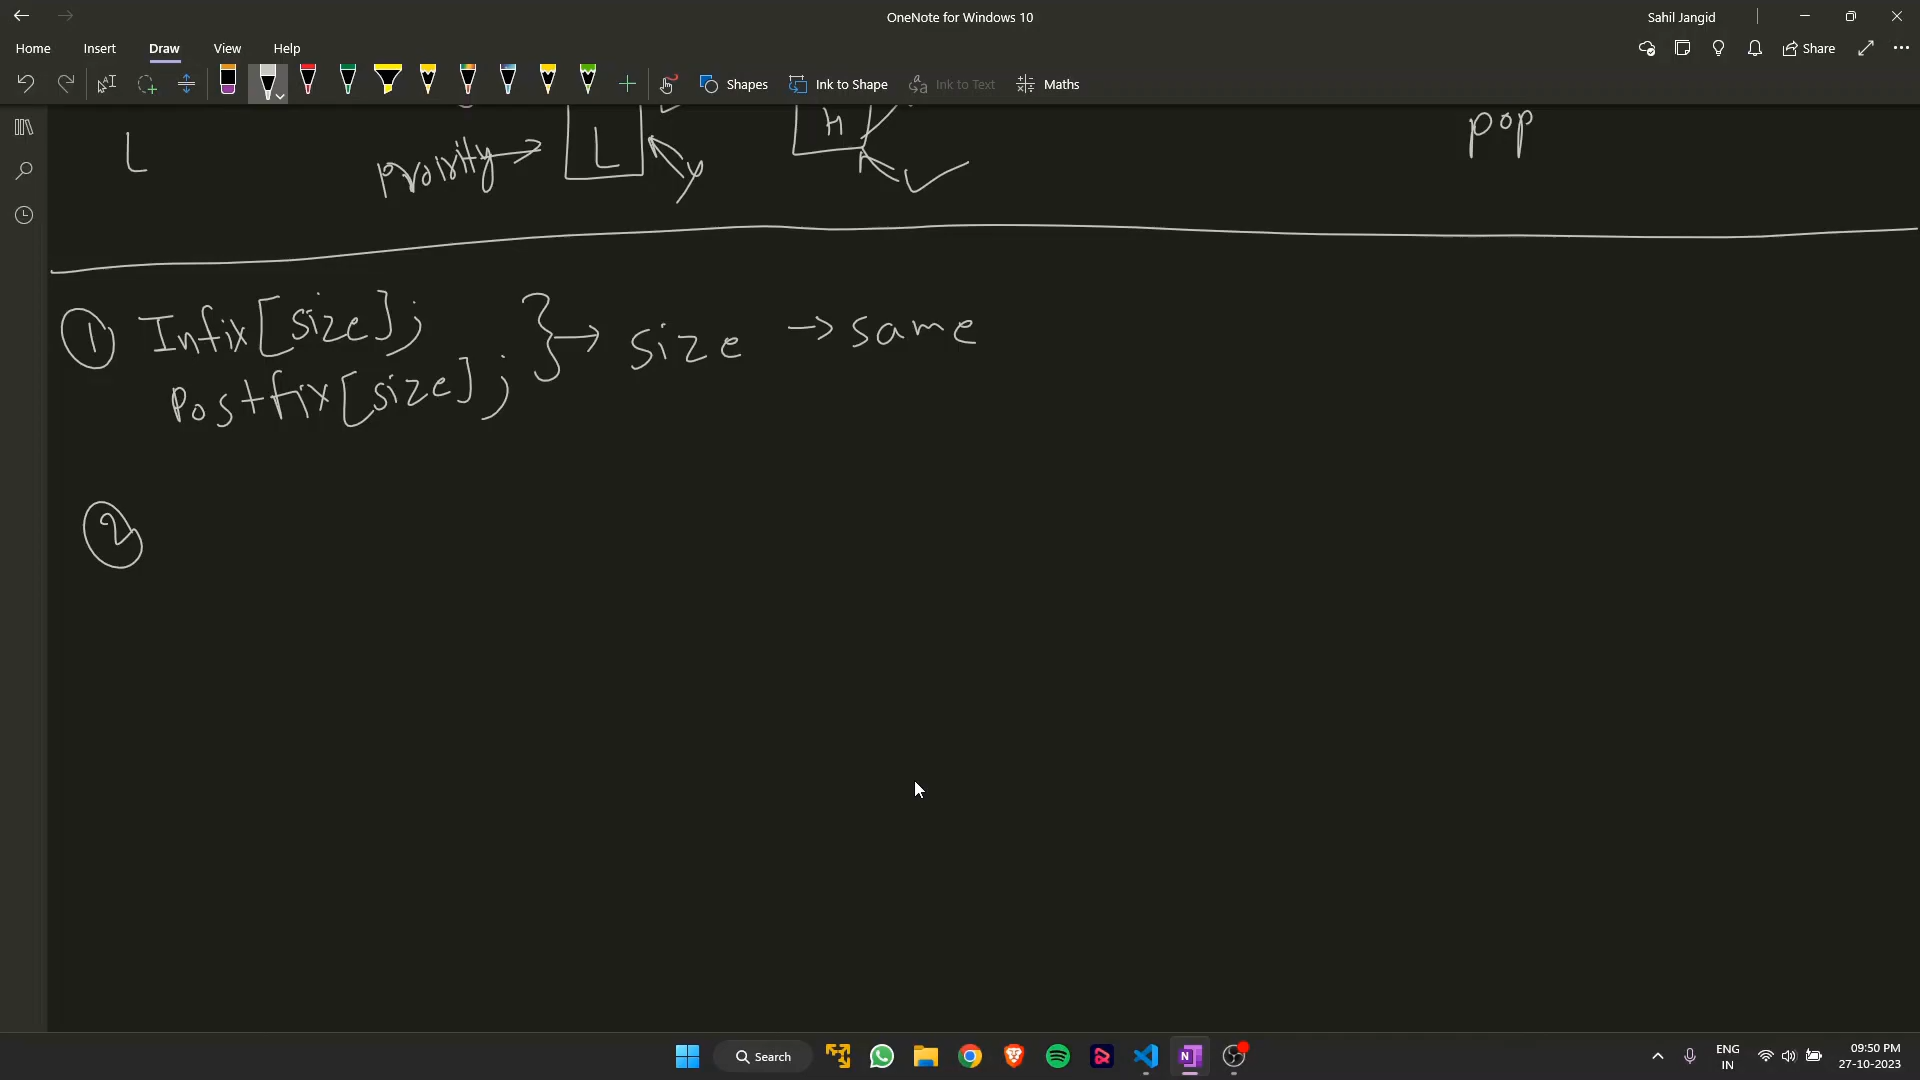 OneNote for Windows 10
Sahil Jangid
Home Insert Draw View Help
Share
Shapes Ink to Shape Ink to Text Maths
L
proirity → L
H
pop
① Infix[size];
Postfix[size];
} → size → same
②
Search
ENG
IN
09:50 PM
27-10-2023